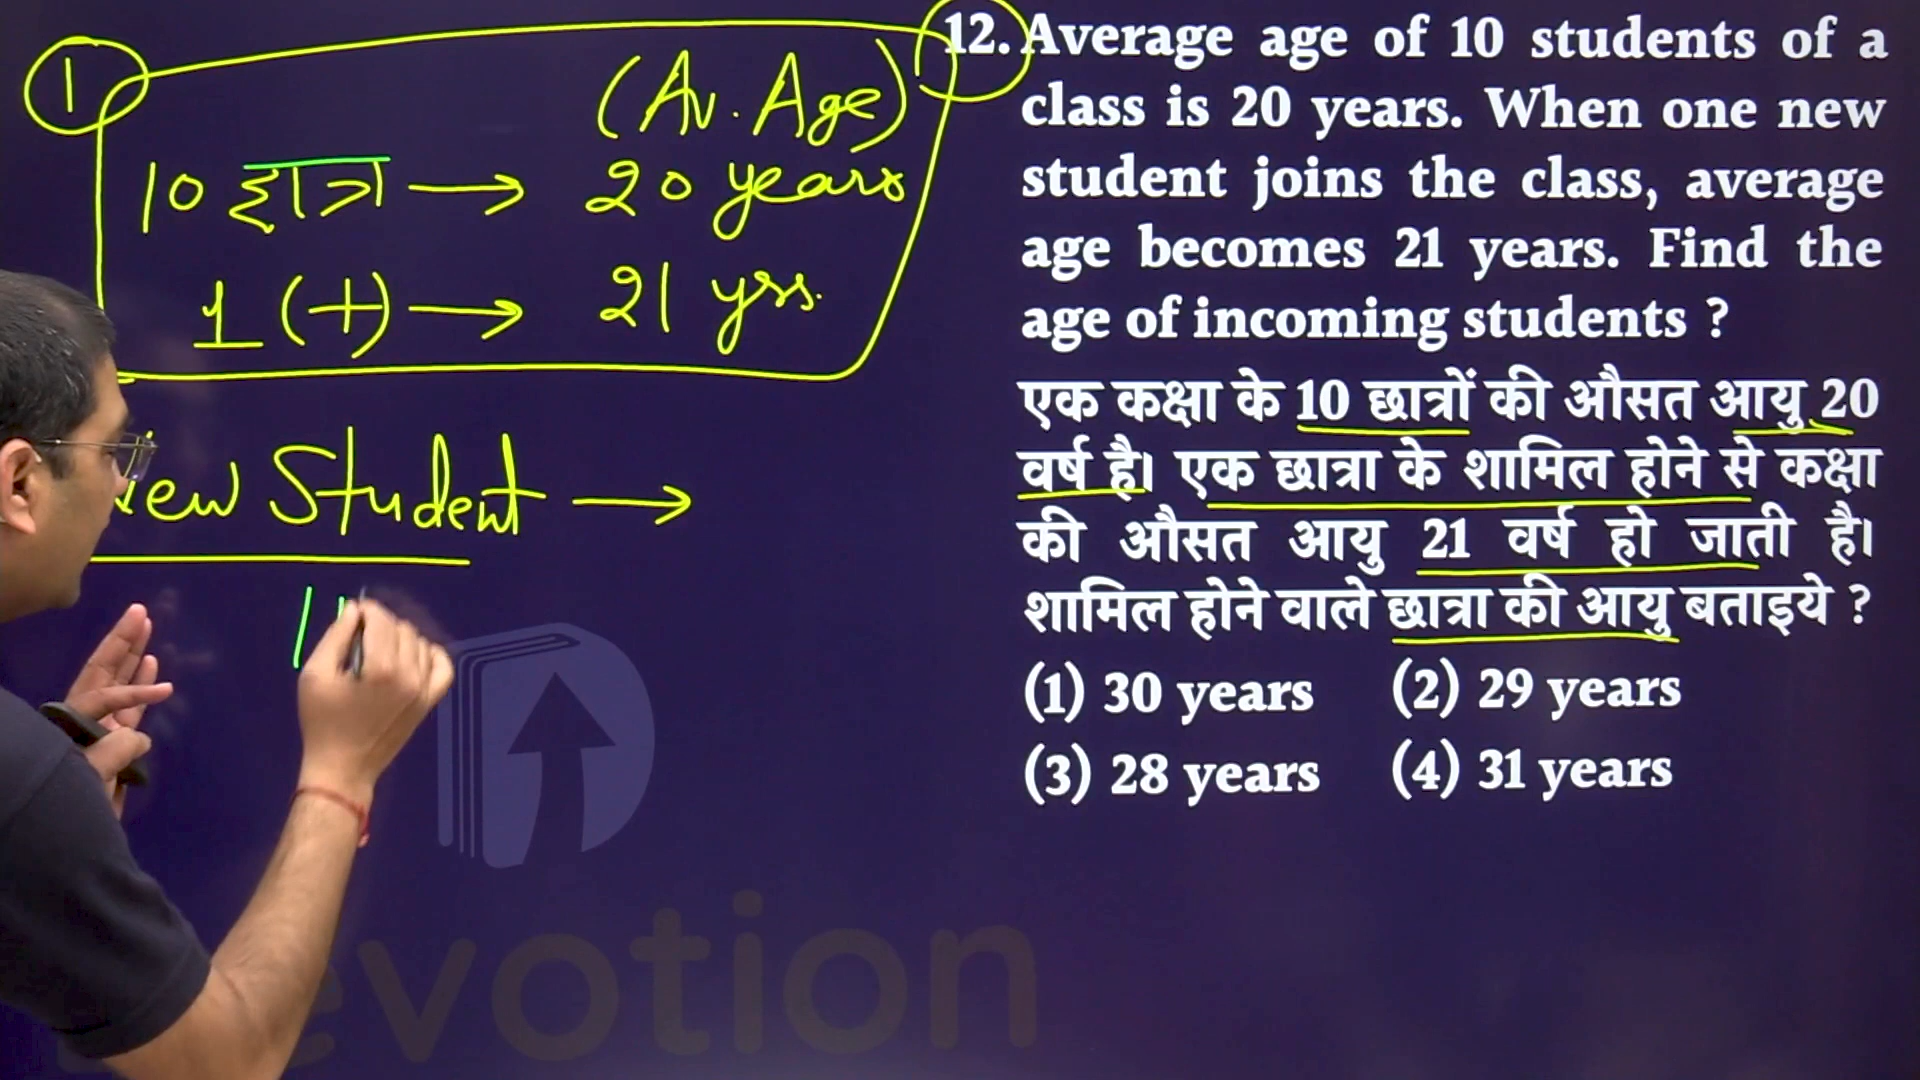 1
(Av. Age)
10 छात्र → 20 years
1 (+) → 21 yrs.
New Student →
11
12. Average age of 10 students of a
class is 20 years. When one new
student joins the class, average
age becomes 21 years. Find the
age of incoming students ?
एक कक्षा के 10 छात्रों की औसत आयु 20
वर्ष है। एक छात्रा के शामिल होने से कक्षा
की औसत आयु 21 वर्ष हो जाती है।
शामिल होने वाले छात्रा की आयु बताइये ?
(1) 30 years (2) 29 years
(3) 28 years (4) 31 years
evotion